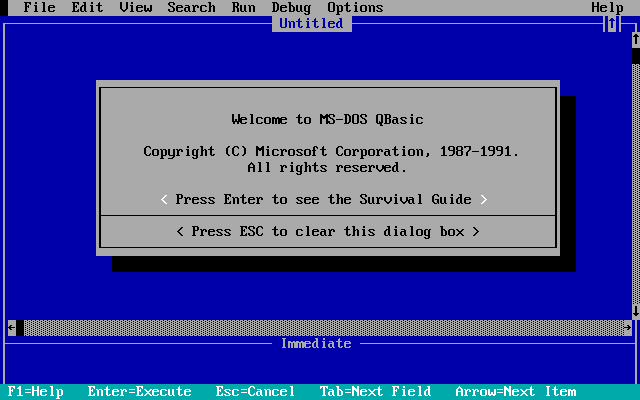 File Edit View Search Run Debug Options Help
Untitled
Welcome to MS-DOS QBasic
Copyright (C) Microsoft Corporation, 1987-1991.
All rights reserved.
< Press Enter to see the Survival Guide >
< Press ESC to clear this dialog box >
Immediate
F1=Help Enter=Execute Esc=Cancel Tab=Next Field Arrow=Next Item